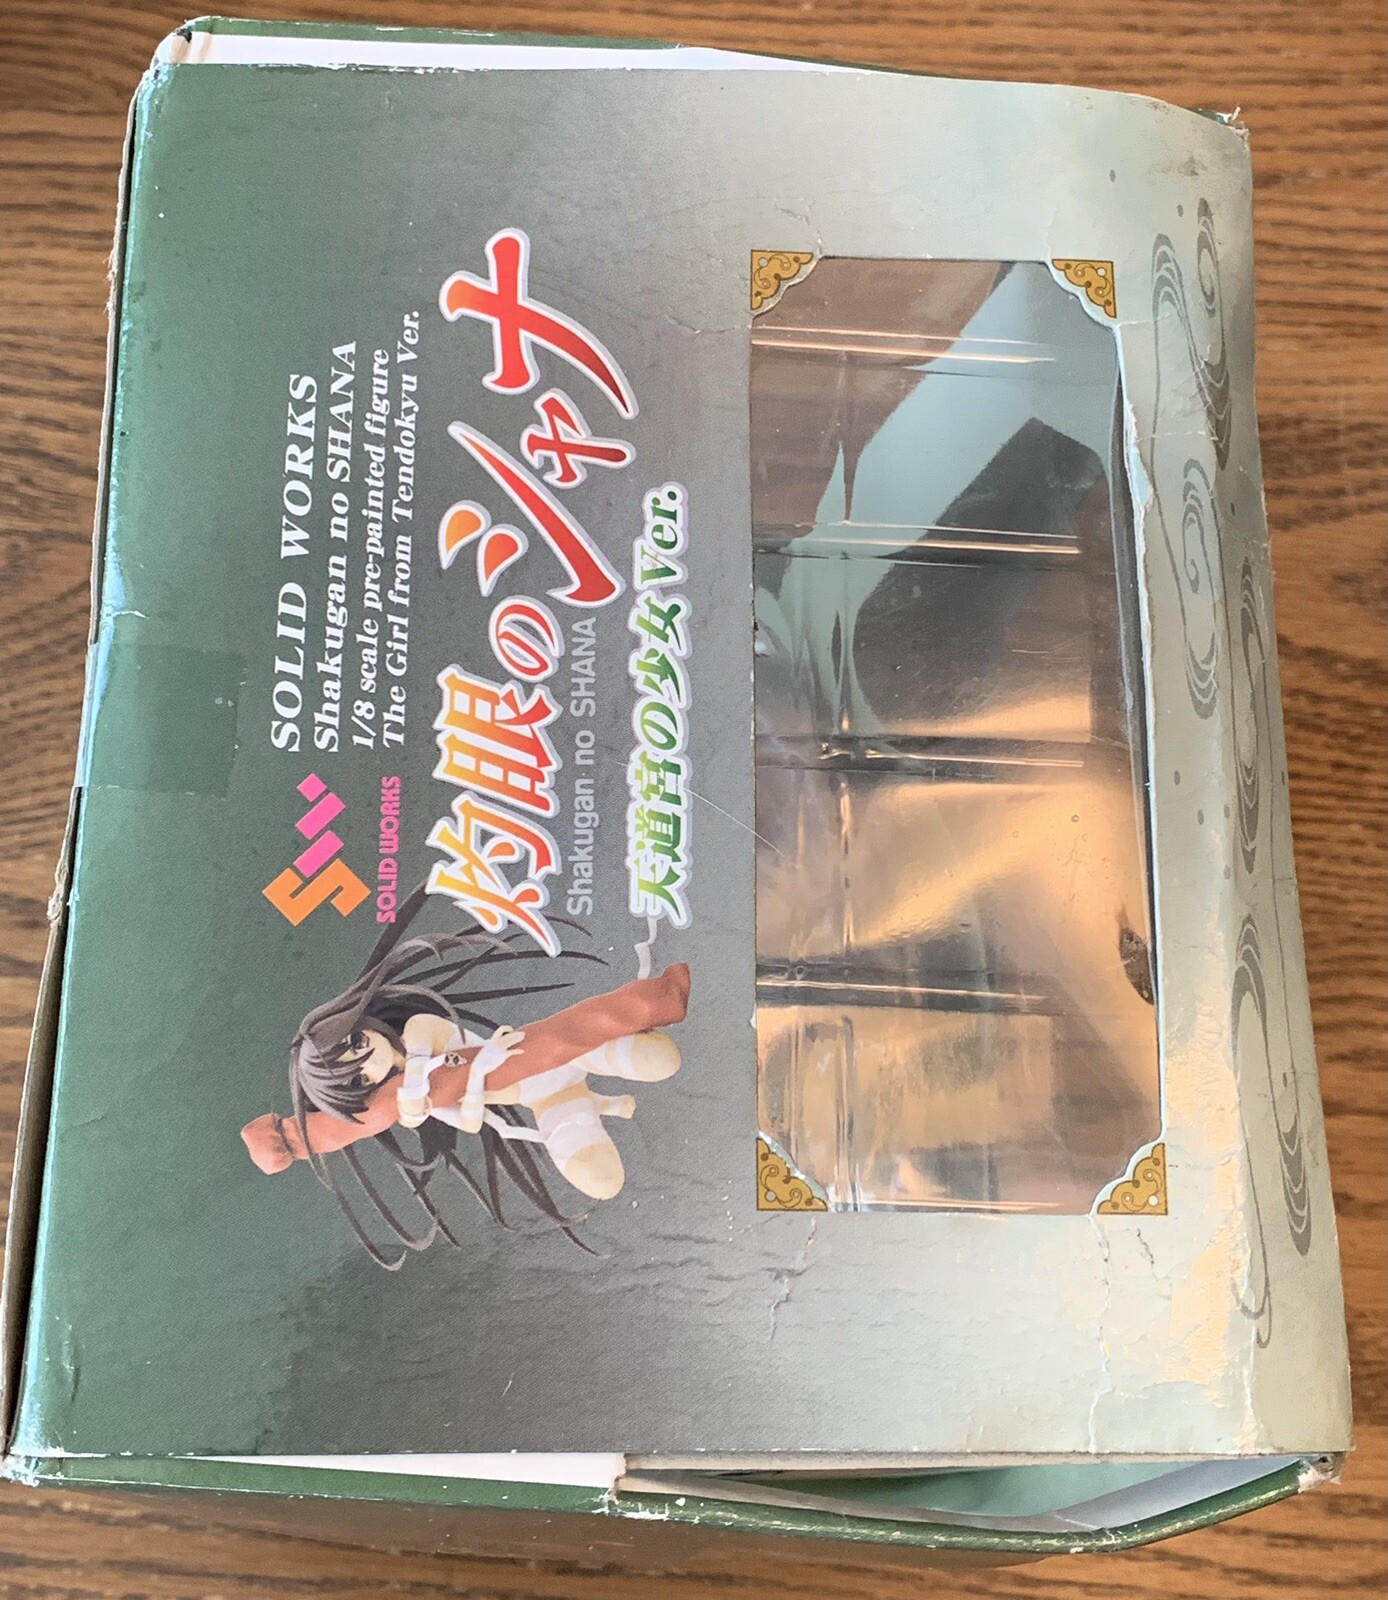 SOLID WORKS
Shakugan no SHANA
1/8 scale pre-painted figure
The Girl from Tendokyu Ver.
SOLID WORKS
灼眼のシャナ
Shakugan no SHANA
～天道宮の少女Ver.